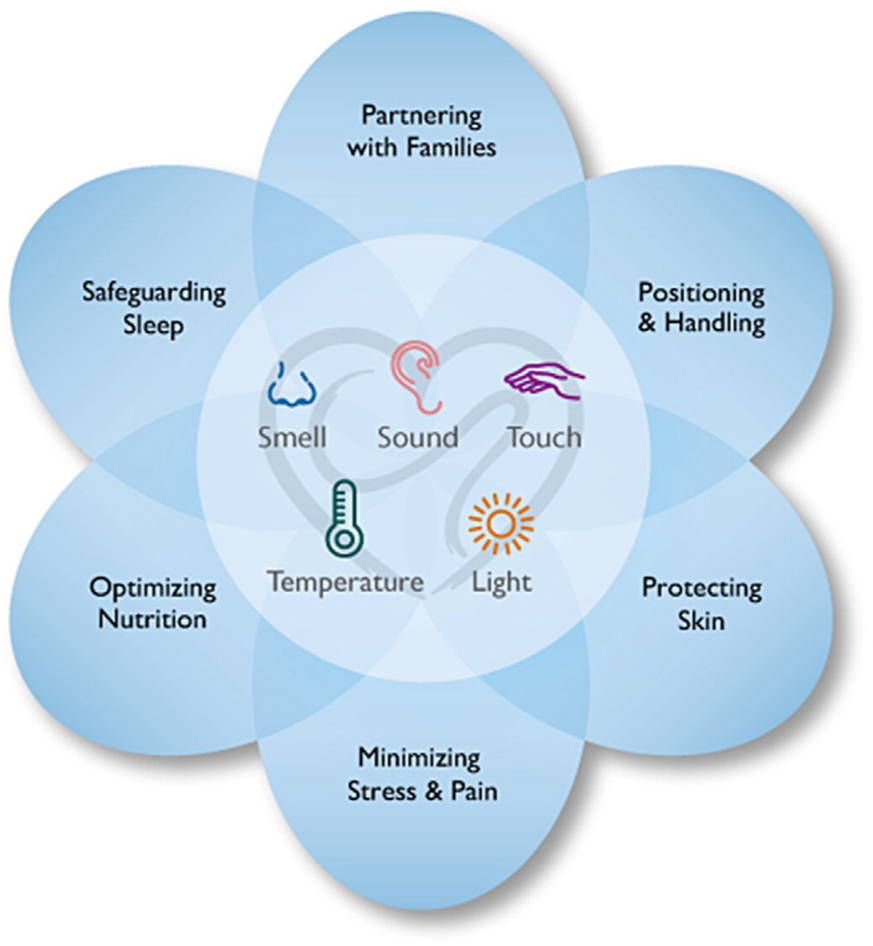 Partnering
with Families
Safeguarding
Sleep
Positioning
& Handling
Smell
Sound
Touch
Temperature
Light
Optimizing
Nutrition
Protecting
Skin
Minimizing
Stress & Pain